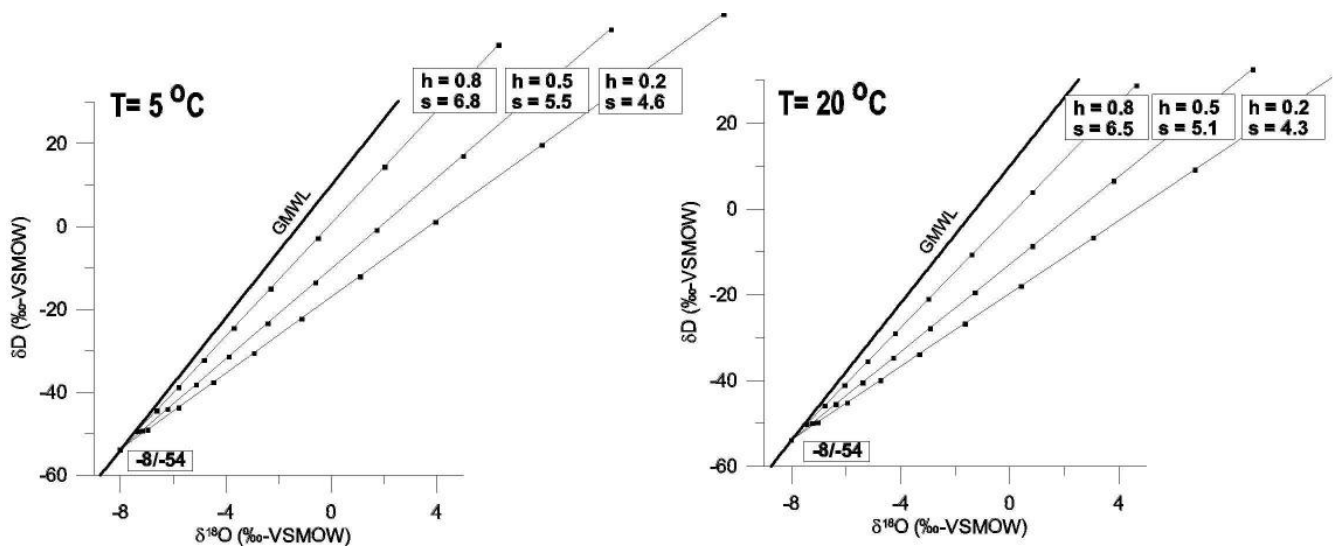 T= 5 ⁰C
h = 0.8
s = 6.8
h = 0.5
s = 5.5
h = 0.2
s = 4.6
GMWL
20
0
-20
-40
-60
δD (‰-VSMOW)
-8/-54
-8
-4
0
4
δ¹⁸O (‰-VSMOW)
T= 20 ⁰C
h = 0.8
s = 6.5
h = 0.5
s = 5.1
h = 0.2
s = 4.3
GMWL
20
0
-20
-40
-60
δD (‰-VSMOW)
-8/-54
-8
-4
0
4
δ¹⁸O (‰-VSMOW)